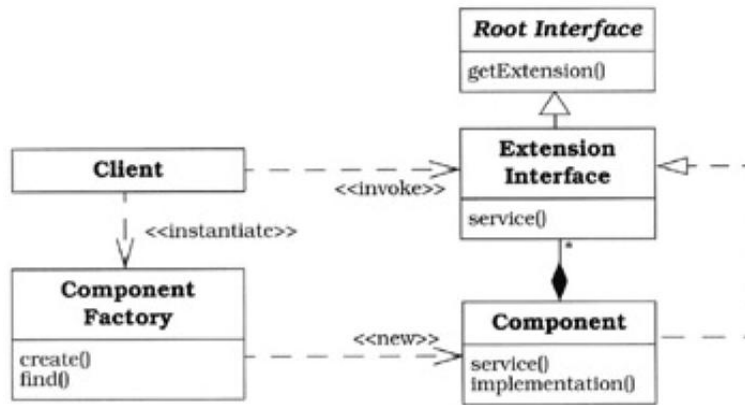 Root Interface
getExtension()
Client
<<invoke>>
Extension
Interface
service()
<<instantiate>>
*
Component
Factory
create()
find()
<<new>>
Component
service()
implementation()